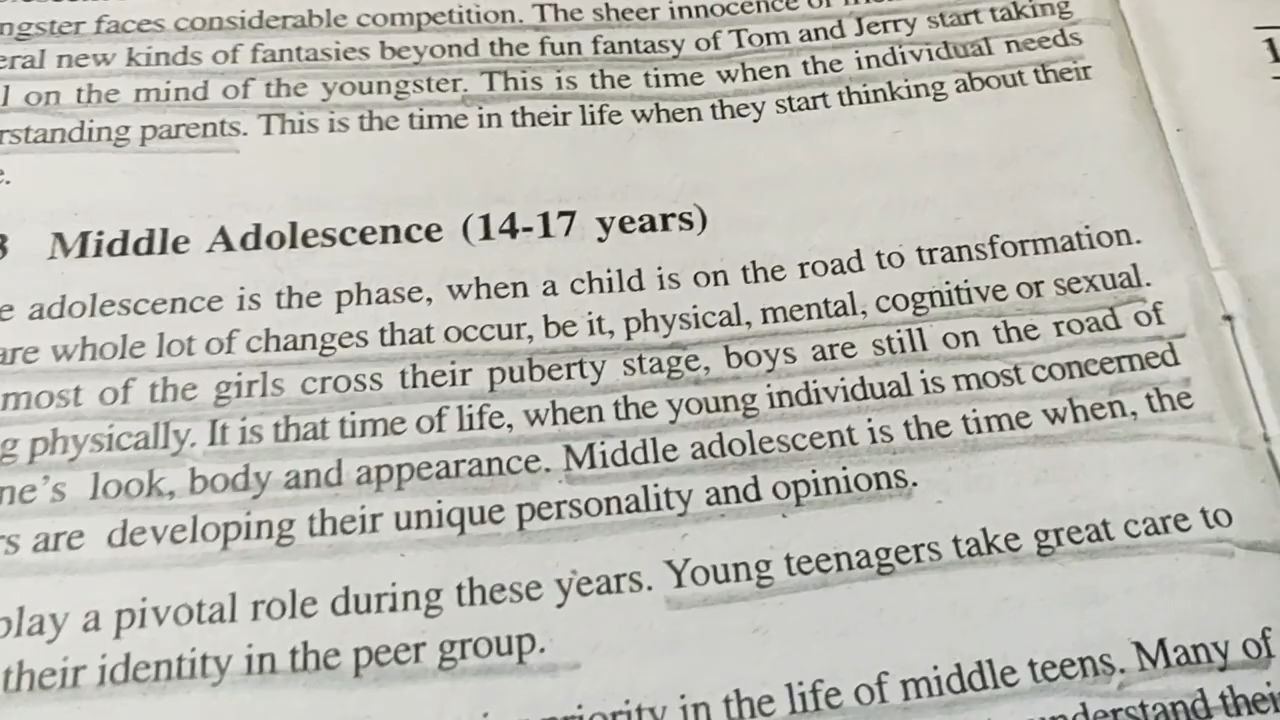 ngster faces considerable competition. The sheer innocence of
eral new kinds of fantasies beyond the fun fantasy of Tom and Jerry start taking
l on the mind of the youngster. This is the time when the individual needs
rstanding parents. This is the time in their life when they start thinking about their
e.
3 Middle Adolescence (14-17 years)
e adolescence is the phase, when a child is on the road to transformation.
are whole lot of changes that occur, be it, physical, mental, cognitive or sexual.
most of the girls cross their puberty stage, boys are still on the road of
g physically. It is that time of life, when the young individual is most concerned
ne's look, body and appearance. Middle adolescent is the time when, the
rs are developing their unique personality and opinions.
play a pivotal role during these years. Young teenagers take great care to
their identity in the peer group.
riority in the life of middle teens. Many of
understand their
1